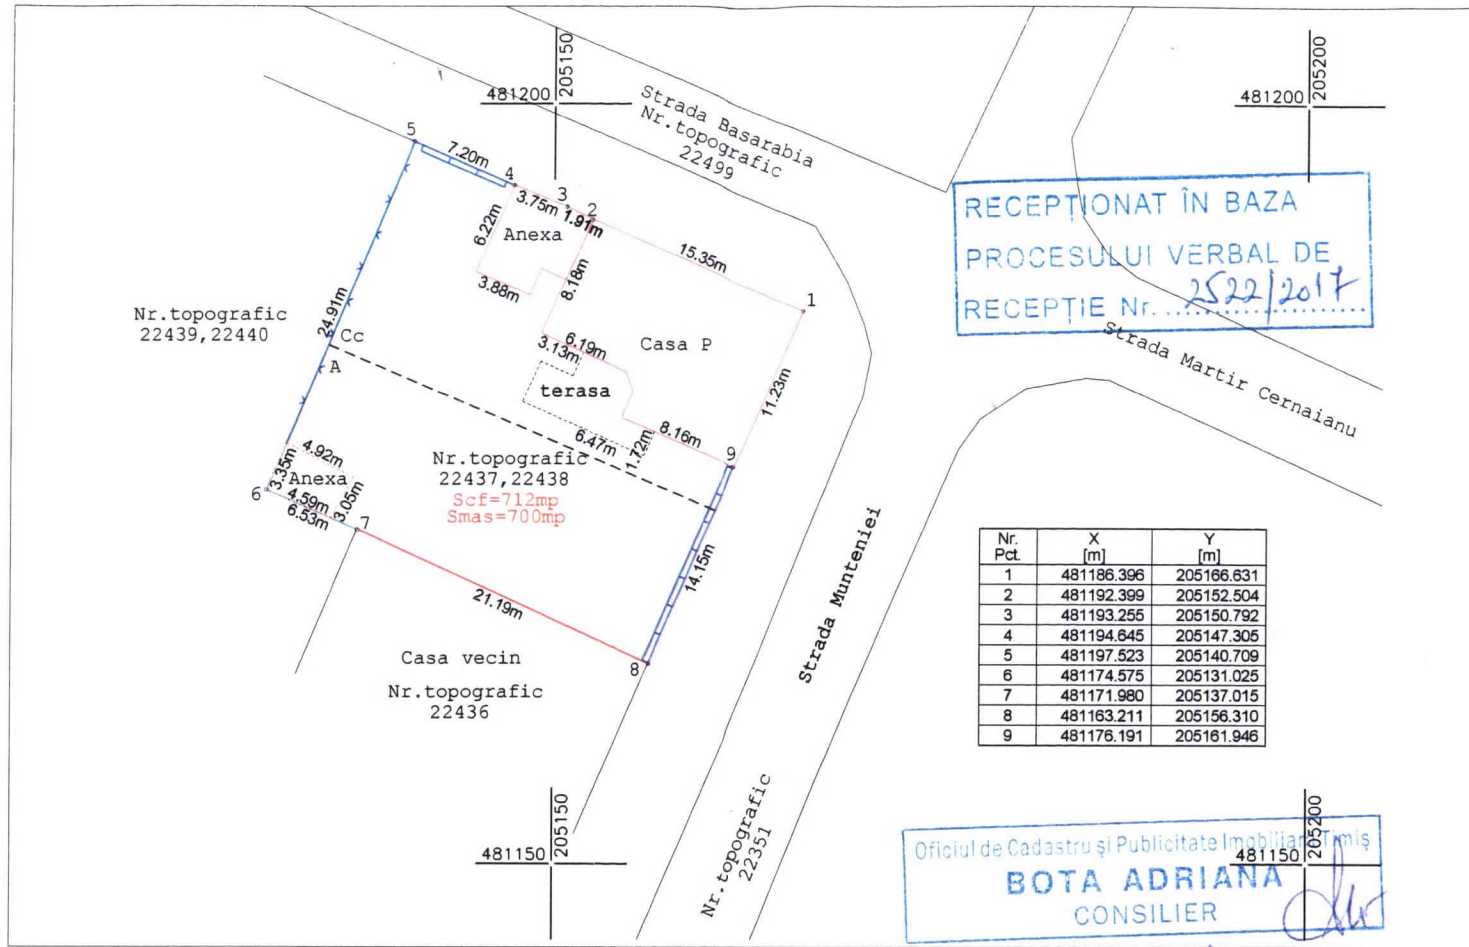 481200
205150
481200
205200
Strada Basarabia
Nr.topografic
22499
5
7.20m
4
3.75m
3
1.91m
2
6.22m
Anexa
15.35m
8.18m
3.88m
1
RECEPȚIONAT ÎN BAZA
PROCESULUI VERBAL DE
RECEPȚIE Nr. 2522/2017
Strada Martir Cernaianu
Nr.topografic
22439,22440
24.91m
Cc
A
6.19m
3.13m
Casa P
terasa
11.23m
6.47m
1.72m
8.16m
9
4.92m
3.35m
Anexa
3.05m
6
4.59m
6.53m
7
Nr.topografic
22437,22438
Scf=712mp
Smas=700mp
14.15m
21.19m
8
Casa vecin
Nr.topografic
22436
Strada Munteniei
Nr.topografic
22351
Nr. Pct. X [m] Y [m]
1 481186.396 205166.631
2 481192.399 205152.504
3 481193.255 205150.792
4 481194.645 205147.305
5 481197.523 205140.709
6 481174.575 205131.025
7 481171.980 205137.015
8 481163.211 205156.310
9 481176.191 205161.946
481150
205150
481150
205200
Oficiul de Cadastru și Publicitate Imobiliară Timiș
BOTA ADRIANA
CONSILIER